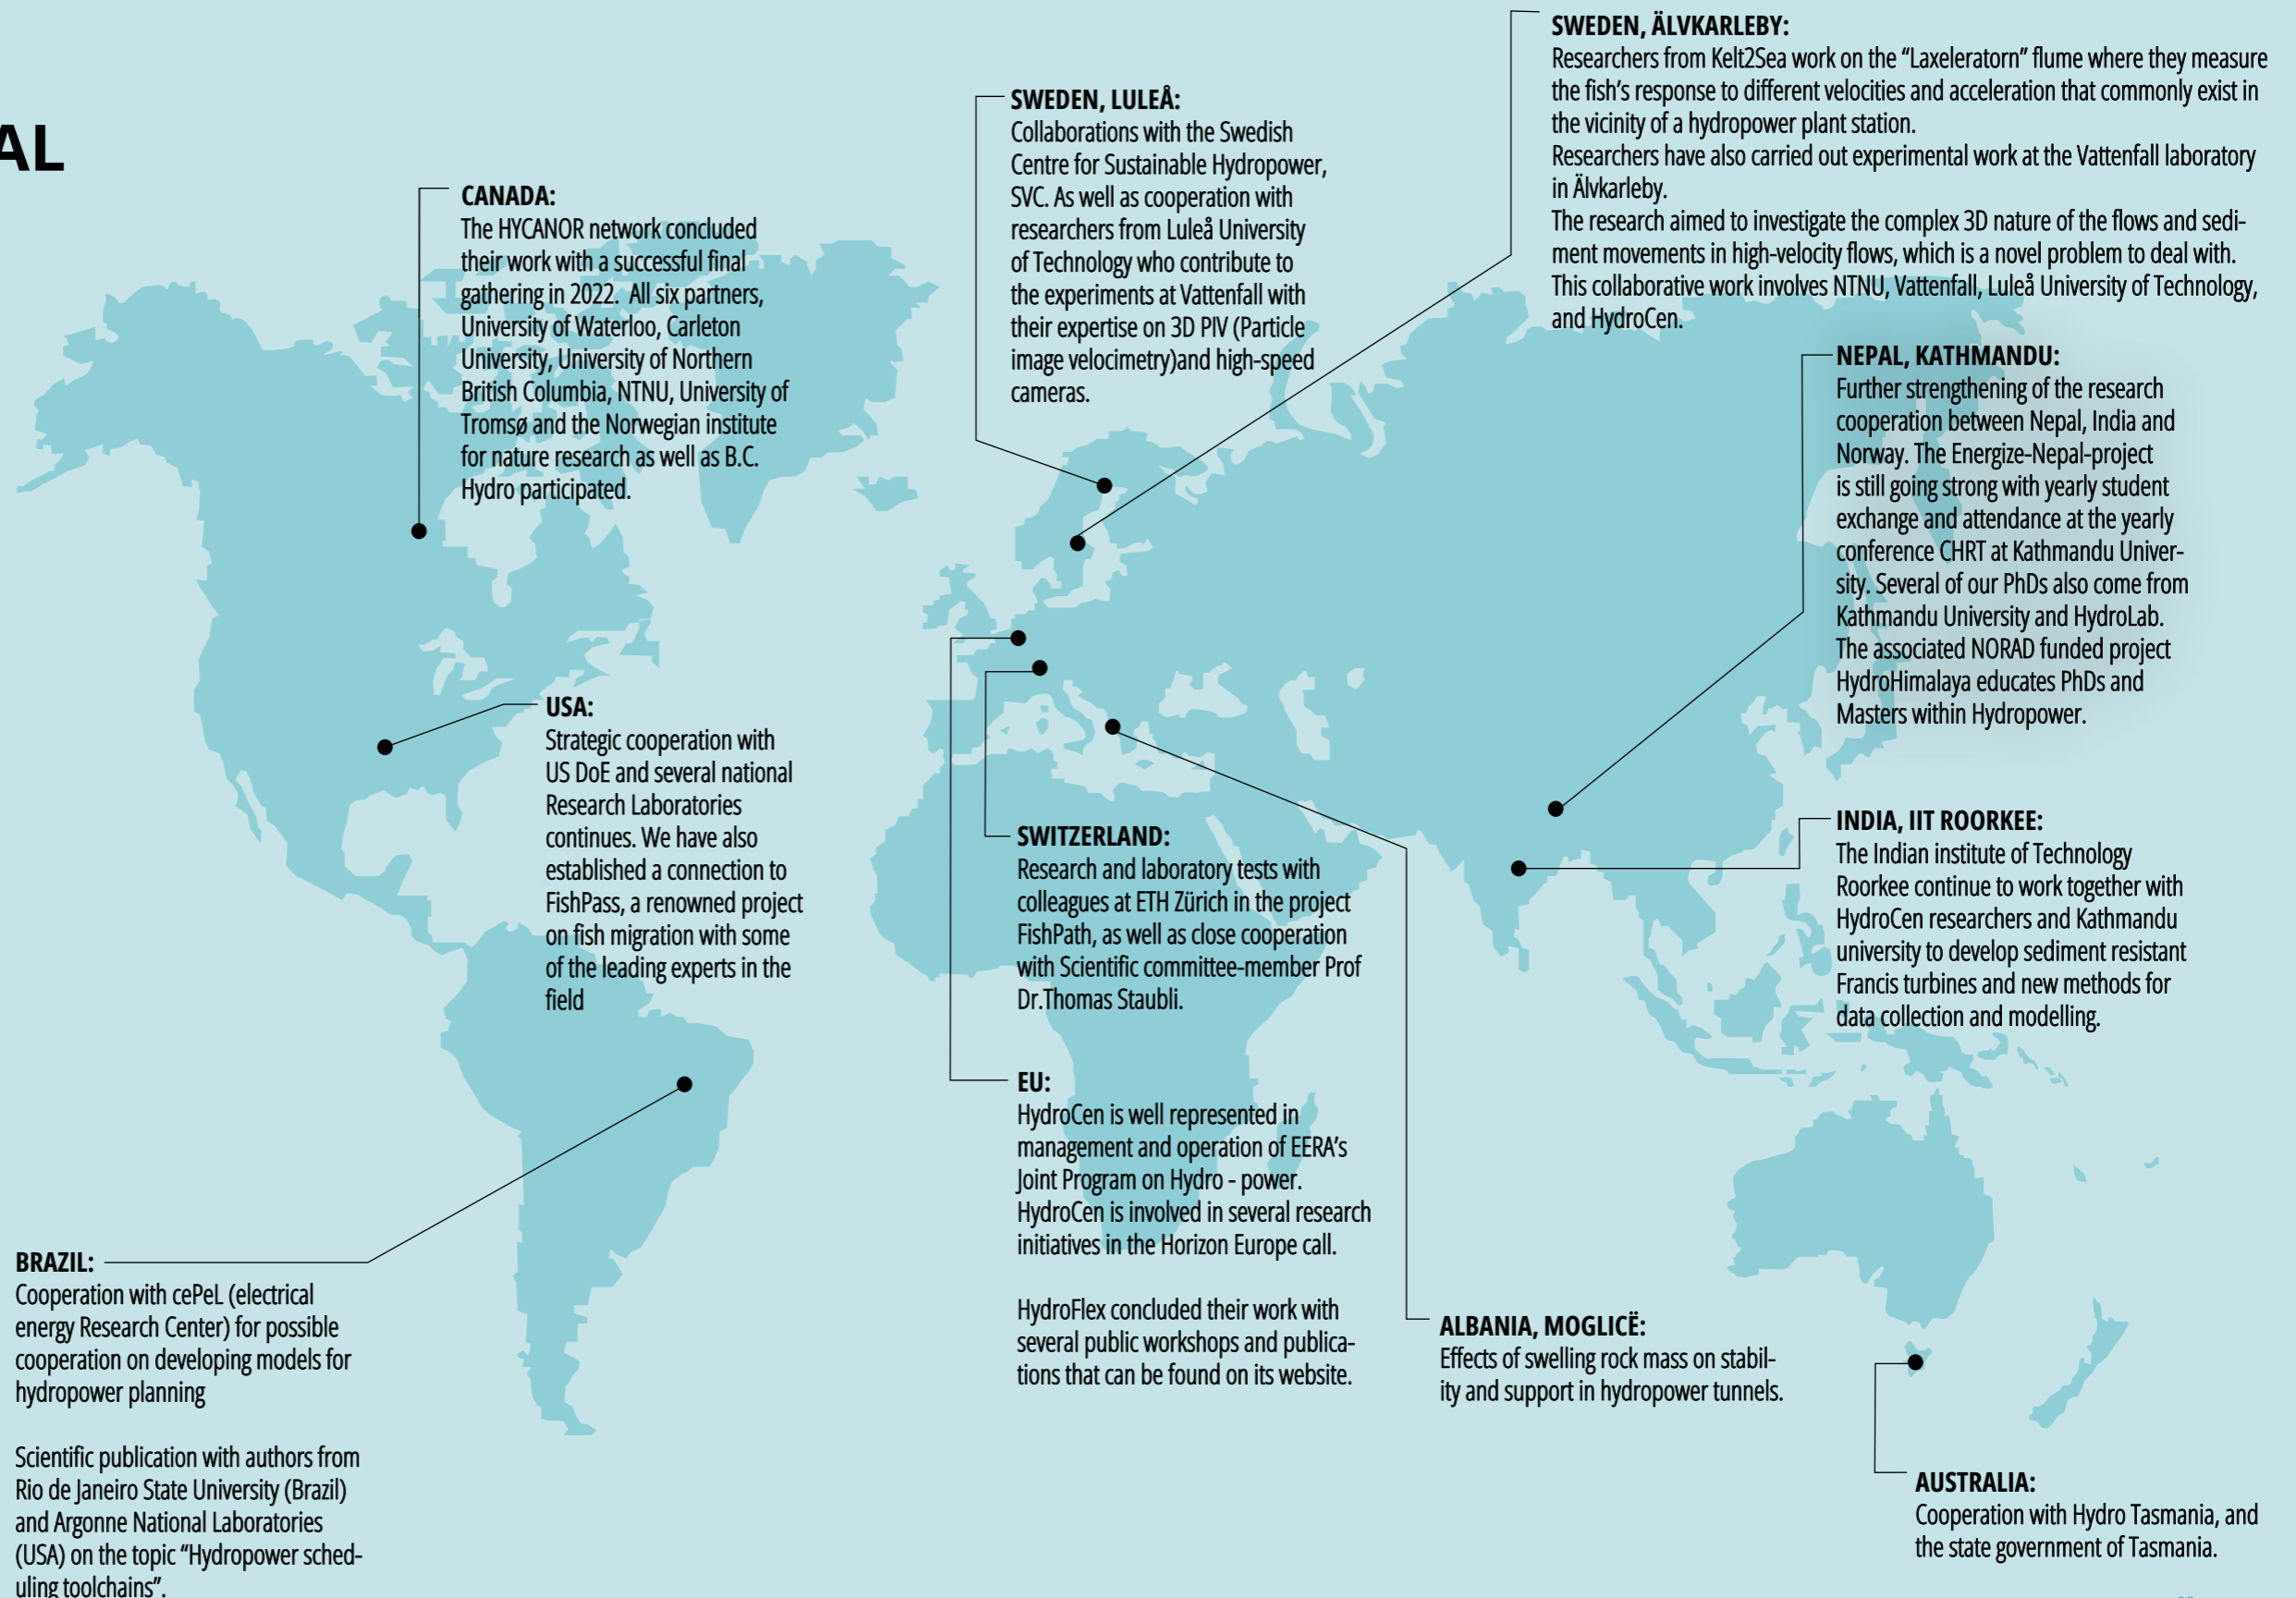 AL
SWEDEN, ÄLVKARLEBY:
Researchers from Kelt2Sea work on the “Laxeleratorn” flume where they measure
the fish’s response to different velocities and acceleration that commonly exist in
the vicinity of a hydropower plant station.
Researchers have also carried out experimental work at the Vattenfall laboratory
in Älvkarleby.
The research aimed to investigate the complex 3D nature of the flows and sedi-
ment movements in high-velocity flows, which is a novel problem to deal with.
This collaborative work involves NTNU, Vattenfall, Luleå University of Technology,
and HydroCen.
SWEDEN, LULEÅ:
Collaborations with the Swedish
Centre for Sustainable Hydropower,
SVC. As well as cooperation with
researchers from Luleå University
of Technology who contribute to
the experiments at Vattenfall with
their expertise on 3D PIV (Particle
image velocimetry)and high-speed
cameras.
CANADA:
The HYCANOR network concluded
their work with a successful final
gathering in 2022.  All six partners,
University of Waterloo, Carleton
University, University of Northern
British Columbia, NTNU, University of
Tromsø and the Norwegian institute
for nature research as well as B.C.
Hydro participated.
NEPAL, KATHMANDU:
Further strengthening of the research
cooperation between Nepal, India and
Norway. The Energize-Nepal-project
is still going strong with yearly student
exchange and attendance at the yearly
conference CHRT at Kathmandu Univer-
sity. Several of our PhDs also come from
Kathmandu University and HydroLab.
The associated NORAD funded project
HydroHimalaya educates PhDs and
Masters within Hydropower.
USA:
Strategic cooperation with
US DoE and several national
Research Laboratories
continues. We have also
established a connection to
FishPass, a renowned project
on fish migration with some
of the leading experts in the
field
SWITZERLAND:
Research and laboratory tests with
colleagues at ETH Zürich in the project
FishPath, as well as close cooperation
with Scientific committee-member Prof
Dr.Thomas Staubli.
INDIA, IIT ROORKEE:
The Indian institute of Technology
Roorkee continue to work together with
HydroCen researchers and Kathmandu
university to develop sediment resistant
Francis turbines and new methods for
data collection and modelling.
EU:
HydroCen is well represented in
management and operation of EERA’s
Joint Program on Hydro - power.
HydroCen is involved in several research
initiatives in the Horizon Europe call.
HydroFlex concluded their work with
several public workshops and publica-
tions that can be found on its website.
BRAZIL:
Cooperation with cePeL (electrical
energy Research Center) for possible
cooperation on developing models for
hydropower planning
Scientific publication with authors from
Rio de Janeiro State University (Brazil)
and Argonne National Laboratories
(USA) on the topic “Hydropower sched-
uling toolchains”.
ALBANIA, MOGLICË:
Effects of swelling rock mass on stabil-
ity and support in hydropower tunnels.
AUSTRALIA:
Cooperation with Hydro Tasmania, and
the state government of Tasmania.